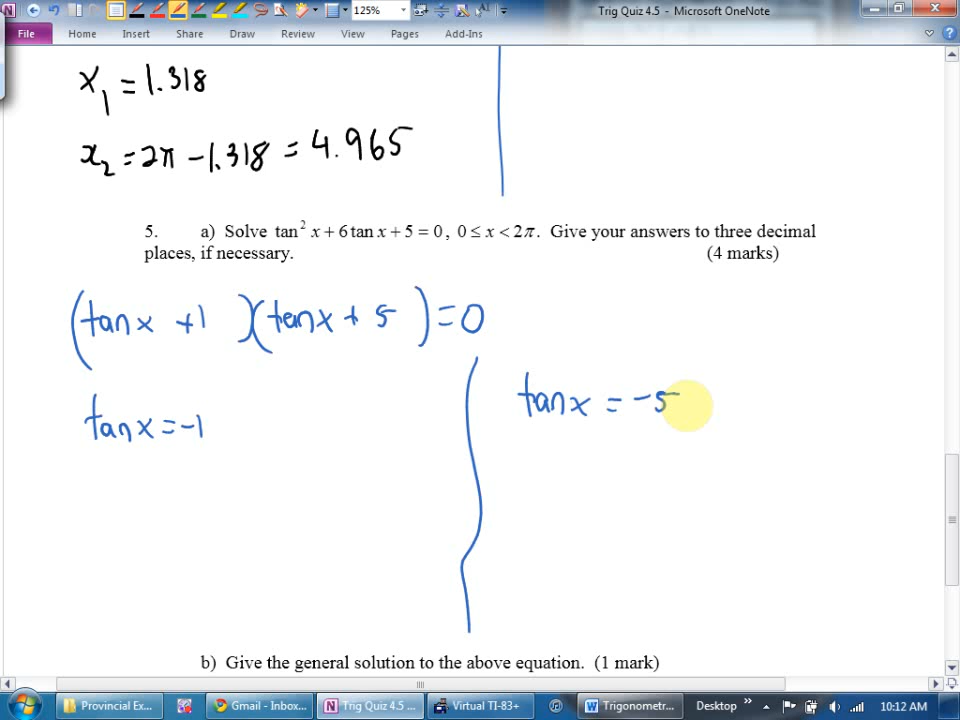 Trig Quiz 4.5 - Microsoft OneNote
125%
File Home Insert Share Draw Review View Pages Add-Ins
x₁ = 1.318
x₂ = 2π - 1.318 = 4.965
5. a) Solve tan² x + 6 tan x + 5 = 0, 0 ≤ x < 2π. Give your answers to three decimal
places, if necessary. (4 marks)
(tan x + 1)(tan x + 5) = 0
tan x = -1
tan x = -5
b) Give the general solution to the above equation. (1 mark)
Provincial Ex... Gmail - Inbox... Trig Quiz 4.5 ... Virtual TI-83+ Trigonometr... Desktop 10:12 AM